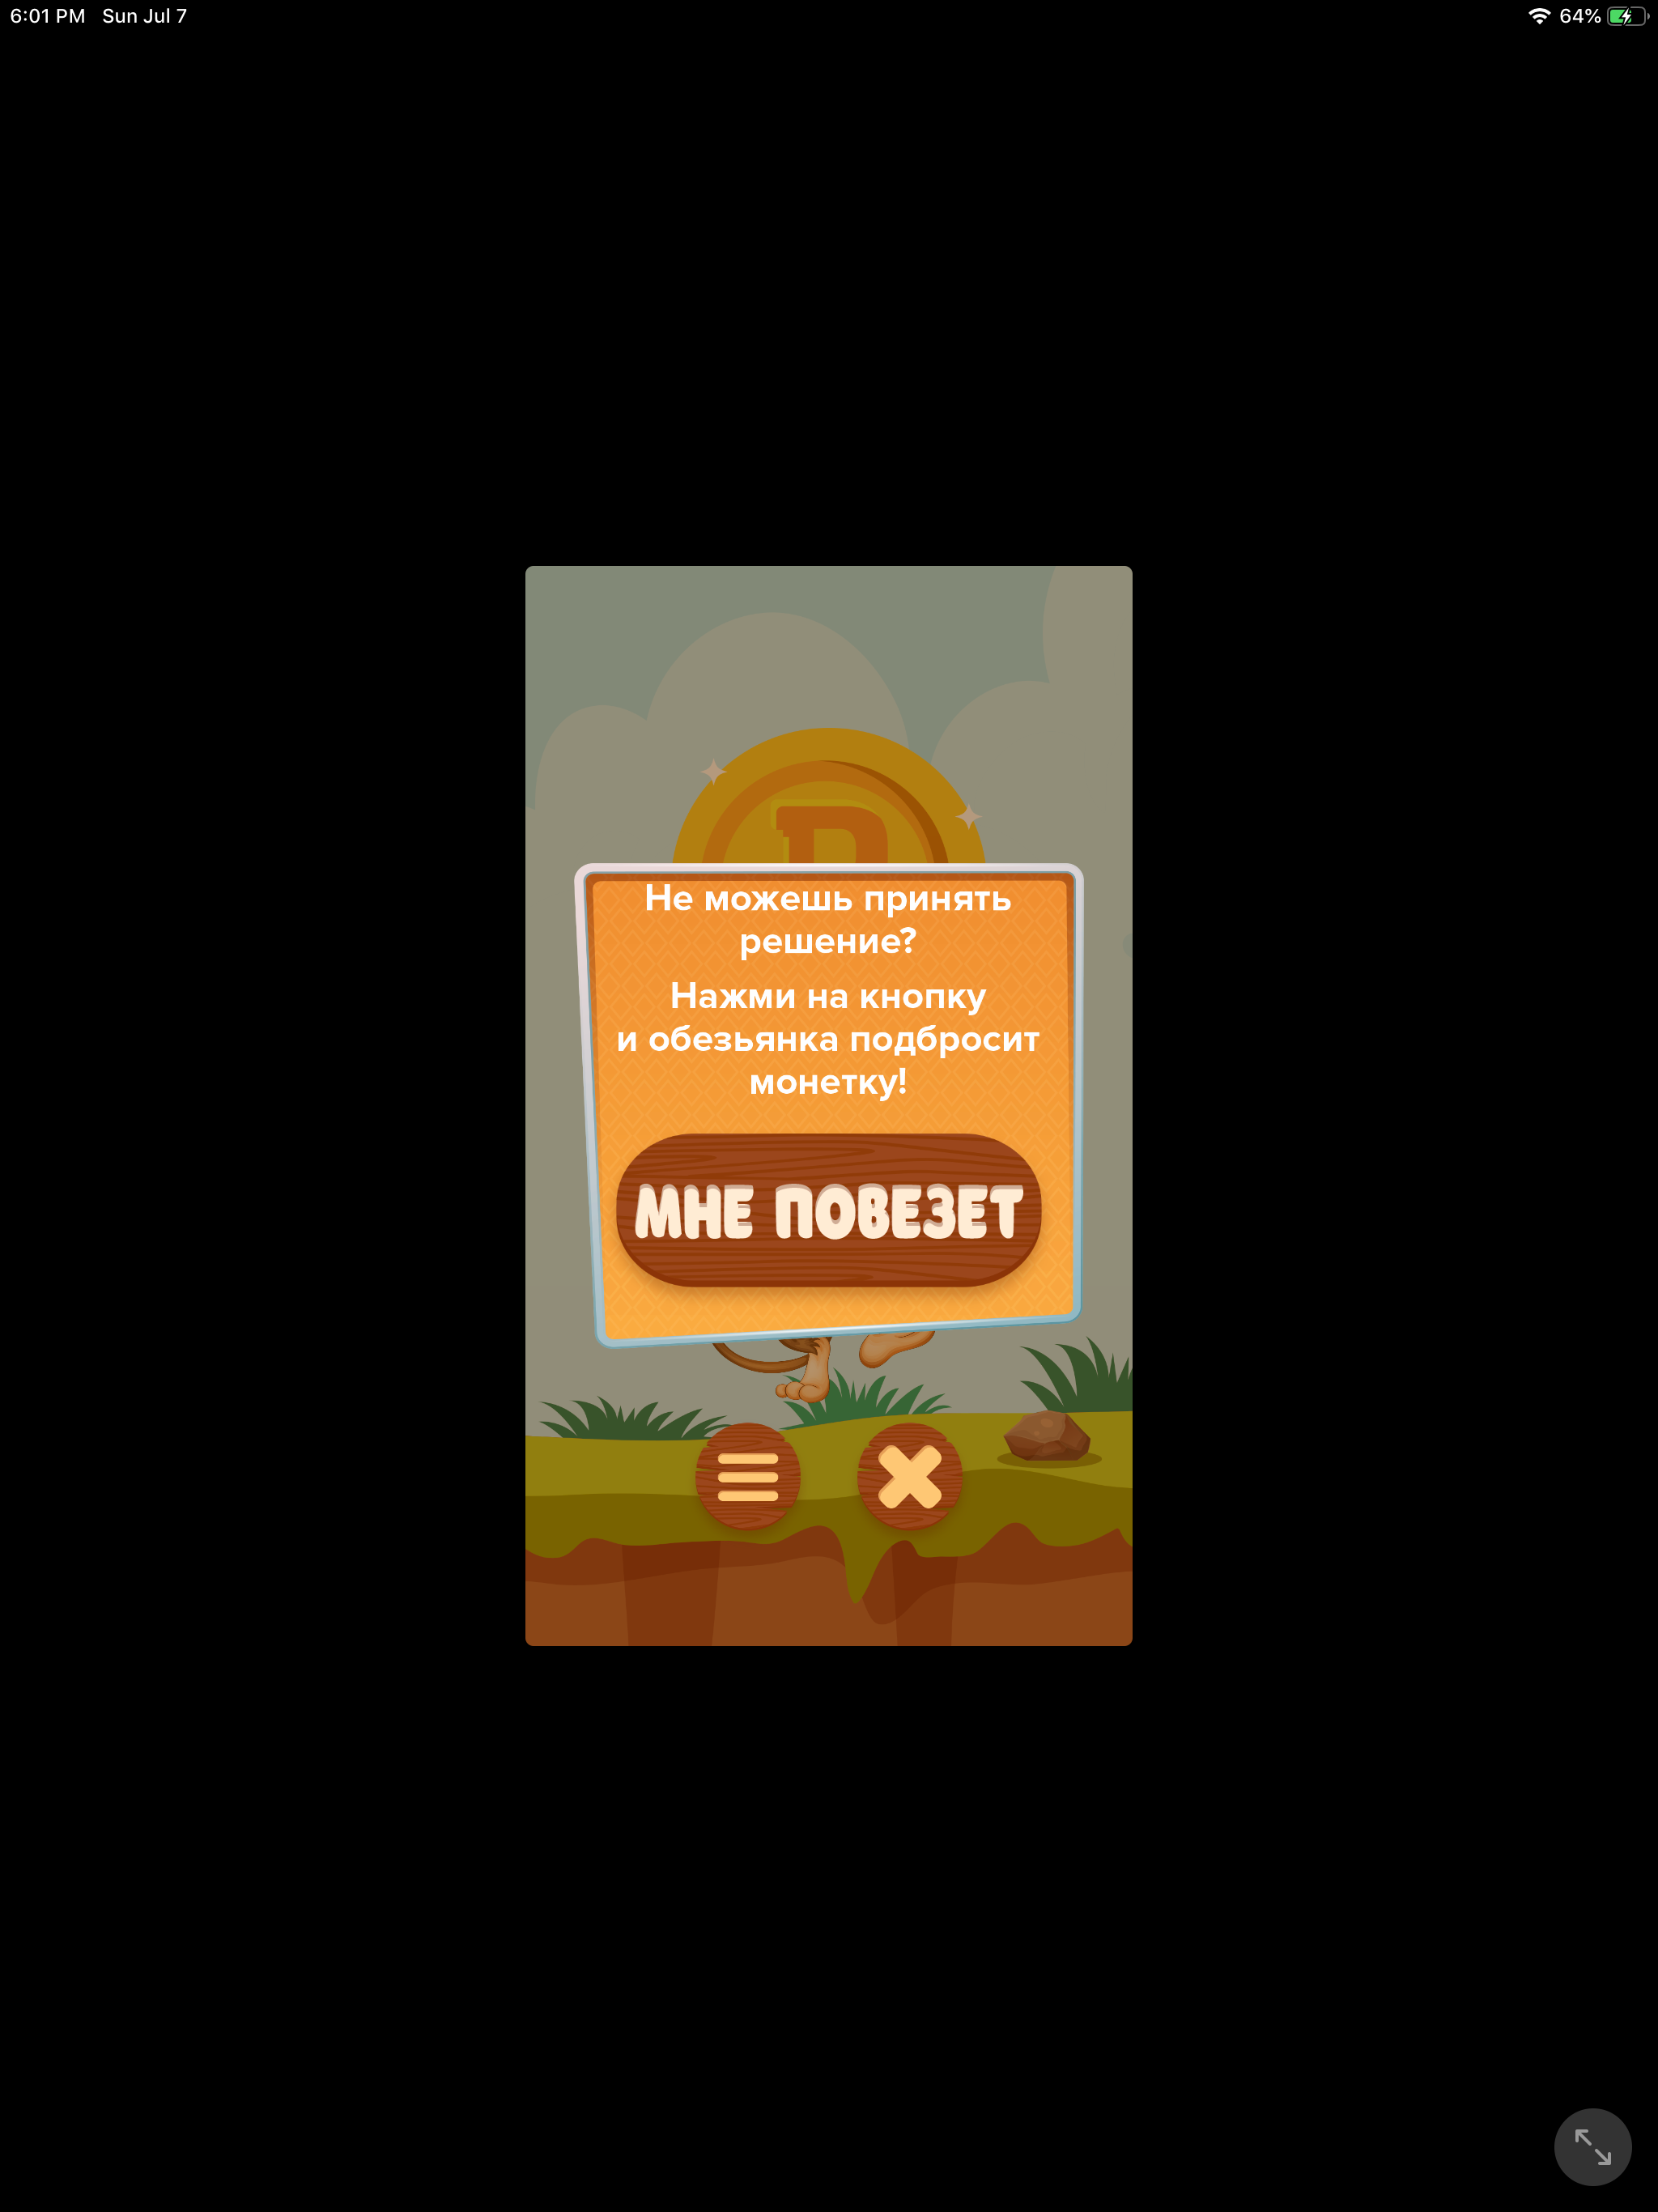 6:01 PM Sun Jul 7 64%
Не можешь принять
решение?
Нажми на кнопку
и обезьянка подбросит
монетку!
МНЕ ПОВЕЗЕТ